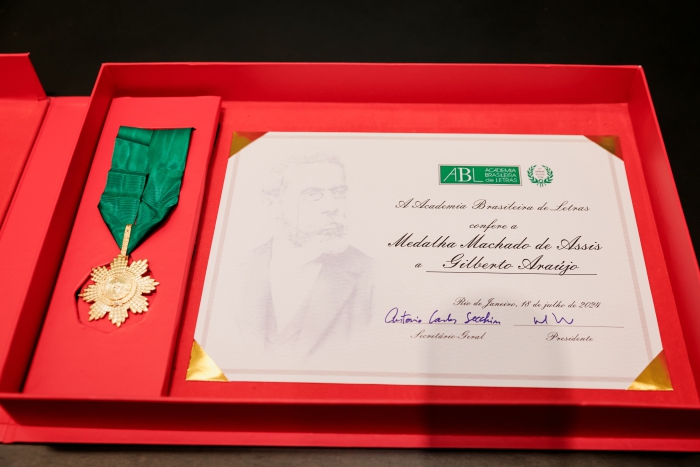 ABL
ACADEMIA
BRASILEIRA
de LETRAS
A Academia Brasileira de Letras
confere a
Medalha Machado de Assis
a Gilberto Araújo
Rio de Janeiro, 18 de julho de 2024
Antonio Carlos Secchin
Secretário-Geral
Presidente